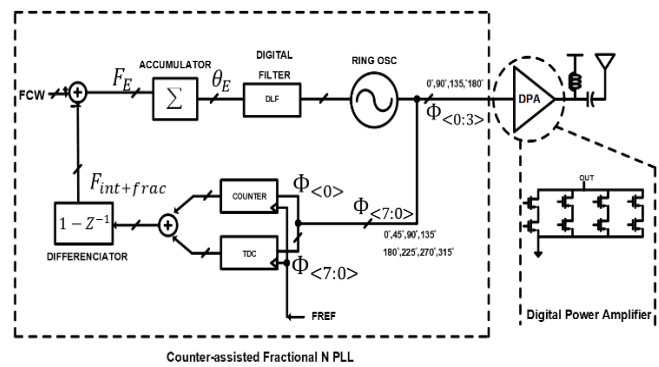 FCW
+
F_E
ACCUMULATOR
Σ
θ_E
DIGITAL
FILTER
DLF
RING OSC
0°,90°,135°,180°
Φ<0:3>
DPA
F_int+frac
1 − Z⁻¹
DIFFERENCIATOR
+
COUNTER
TDC
Φ<0>
Φ<7:0>
Φ<7:0>
0°,45°,90°,135°
180°,225°,270°,315°
FREF
OUT
Digital Power Amplifier
Counter-assisted Fractional N PLL